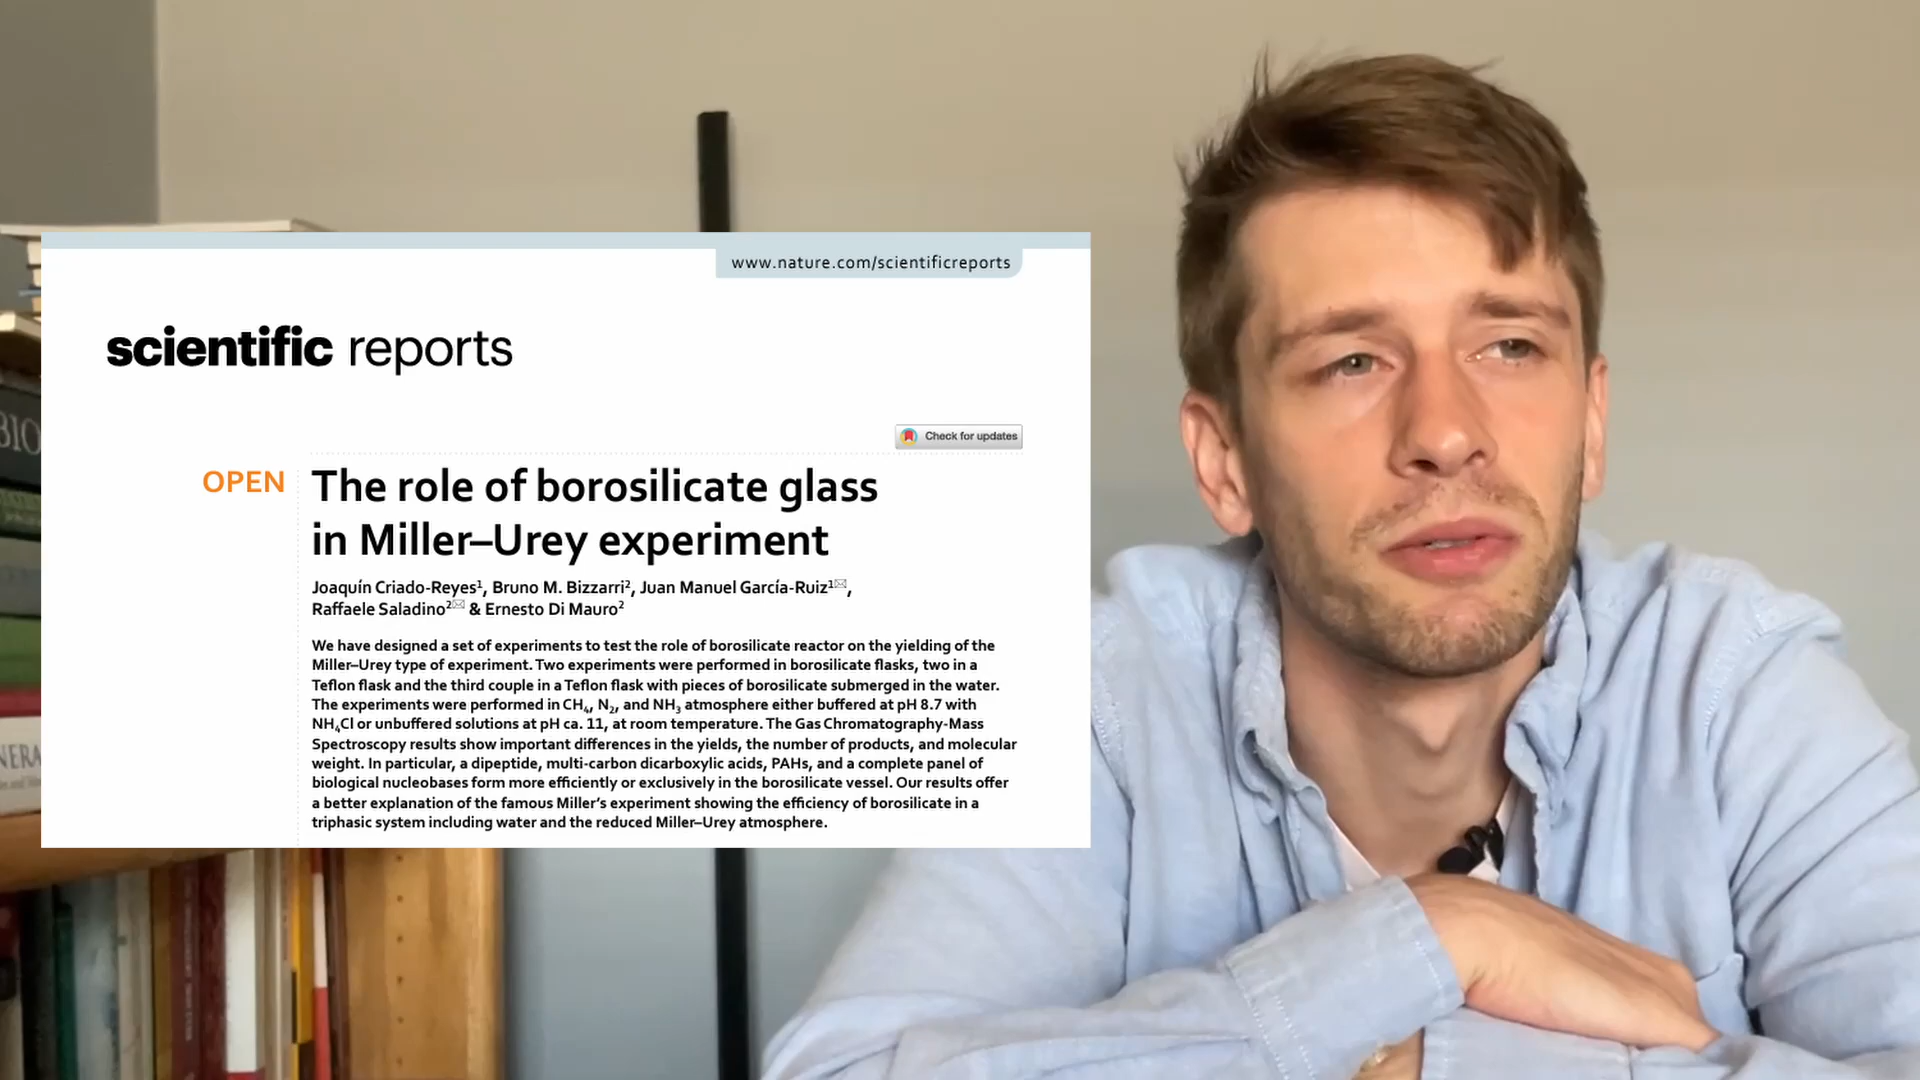 www.nature.com/scientificreports
scientific reports
Check for updates
OPEN
The role of borosilicate glass
in Miller–Urey experiment
Joaquín Criado-Reyes¹, Bruno M. Bizzarri², Juan Manuel García-Ruiz¹✉,
Raffaele Saladino²✉ & Ernesto Di Mauro²
We have designed a set of experiments to test the role of borosilicate reactor on the yielding of the
Miller–Urey type of experiment. Two experiments were performed in borosilicate flasks, two in a
Teflon flask and the third couple in a Teflon flask with pieces of borosilicate submerged in the water.
The experiments were performed in CH₄, N₂, and NH₃ atmosphere either buffered at pH 8.7 with
NH₄Cl or unbuffered solutions at pH ca. 11, at room temperature. The Gas Chromatography-Mass
Spectroscopy results show important differences in the yields, the number of products, and molecular
weight. In particular, a dipeptide, multi-carbon dicarboxylic acids, PAHs, and a complete panel of
biological nucleobases form more efficiently or exclusively in the borosilicate vessel. Our results offer
a better explanation of the famous Miller's experiment showing the efficiency of borosilicate in a
triphasic system including water and the reduced Miller–Urey atmosphere.
BIO
NERA